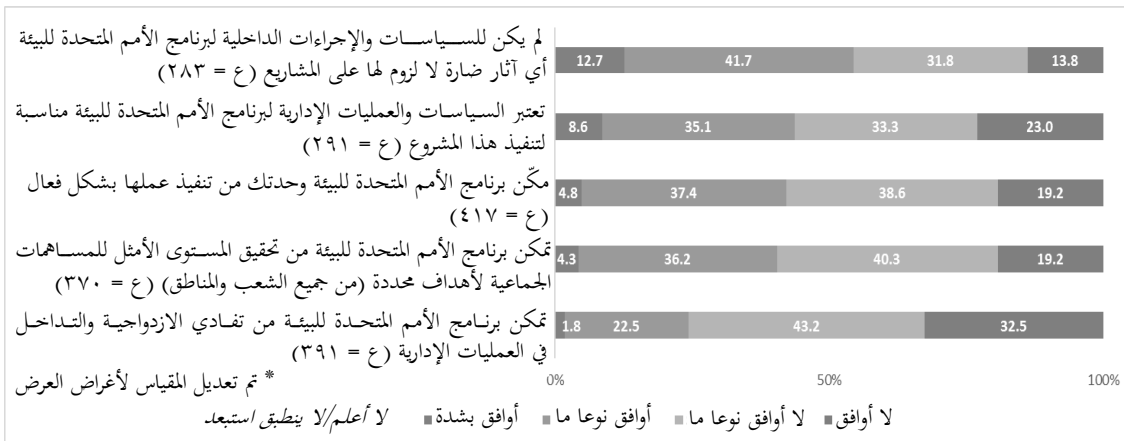 لم يكن للسياسات والإجراءات الداخلية لبرنامج الأمم المتحدة للبيئة
أي آثار ضارة لا لزوم لها على المشاريع (ع = ٢٨٣)
12.7 41.7 31.8 13.8
تعتبر السياسات والعمليات الإدارية لبرنامج الأمم المتحدة للبيئة مناسبة
لتنفيذ هذا المشروع (ع = ٢٩١)
8.6 35.1 33.3 23.0
مكّن برنامج الأمم المتحدة للبيئة وحدتك من تنفيذ عملها بشكل فعال
(ع = ٤١٧)
4.8 37.4 38.6 19.2
تمكن برنامج الأمم المتحدة للبيئة من تحقيق المستوى الأمثل للمساهمات
الجماعية لأهداف محددة (من جميع الشعب والمناطق) (ع = ٣٧٠)
4.3 36.2 40.3 19.2
تمكن برنامج الأمم المتحدة للبيئة من تفادي الازدواجية والتداخل
في العمليات الإدارية (ع = ٣٩١)
1.8 22.5 43.2 32.5
0% 50% 100%
* تم تعديل المقياس لأغراض العرض
لا أوافق لا أوافق نوعا ما أوافق نوعا ما أوافق بشدة لا أعلم/لا ينطبق استبعد